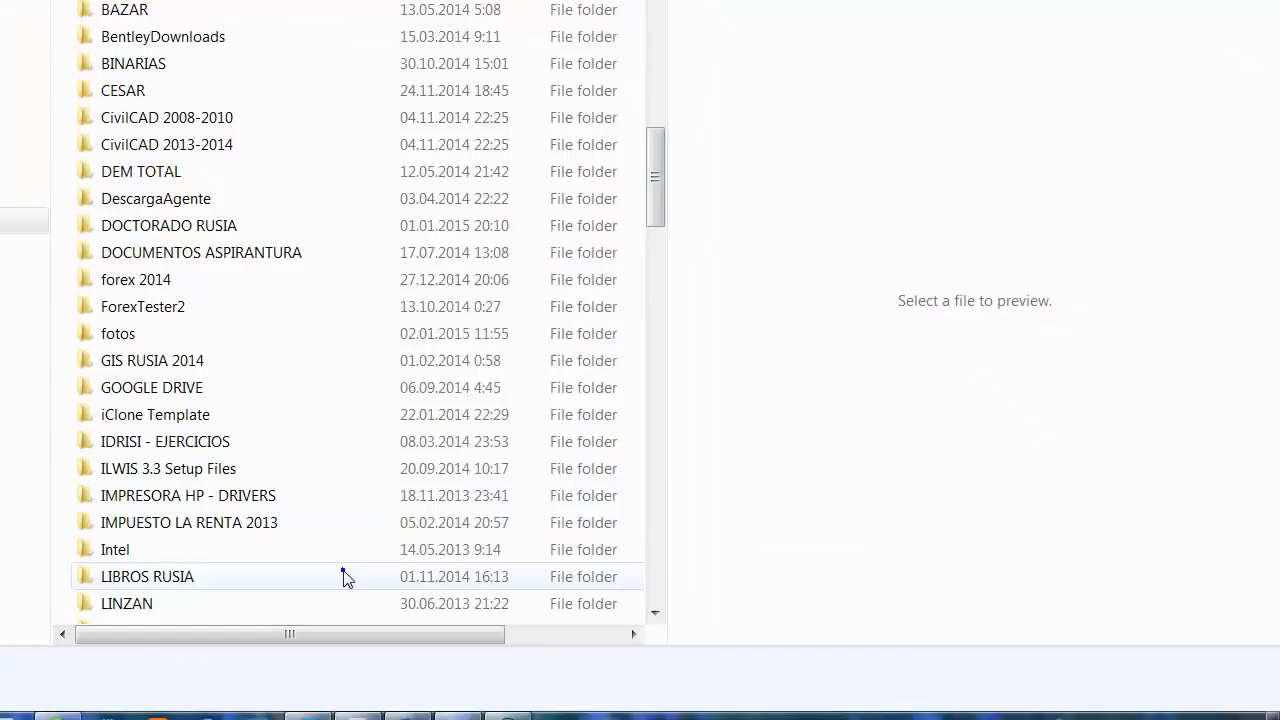 BAZAR 13.05.2014 5:08 File folder
BentleyDownloads 15.03.2014 9:11 File folder
BINARIAS 30.10.2014 15:01 File folder
CESAR 24.11.2014 18:45 File folder
CivilCAD 2008-2010 04.11.2014 22:25 File folder
CivilCAD 2013-2014 04.11.2014 22:25 File folder
DEM TOTAL 12.05.2014 21:42 File folder
DescargaAgente 03.04.2014 22:22 File folder
DOCTORADO RUSIA 01.01.2015 20:10 File folder
DOCUMENTOS ASPIRANTURA 17.07.2014 13:08 File folder
forex 2014 27.12.2014 20:06 File folder
ForexTester2 13.10.2014 0:27 File folder
fotos 02.01.2015 11:55 File folder
GIS RUSIA 2014 01.02.2014 0:58 File folder
GOOGLE DRIVE 06.09.2014 4:45 File folder
iClone Template 22.01.2014 22:29 File folder
IDRISI - EJERCICIOS 08.03.2014 23:53 File folder
ILWIS 3.3 Setup Files 20.09.2014 10:17 File folder
IMPRESORA HP - DRIVERS 18.11.2013 23:41 File folder
IMPUESTO LA RENTA 2013 05.02.2014 20:57 File folder
Intel 14.05.2013 9:14 File folder
LIBROS RUSIA 01.11.2014 16:13 File folder
LINZAN 30.06.2013 21:22 File folder
Select a file to preview.